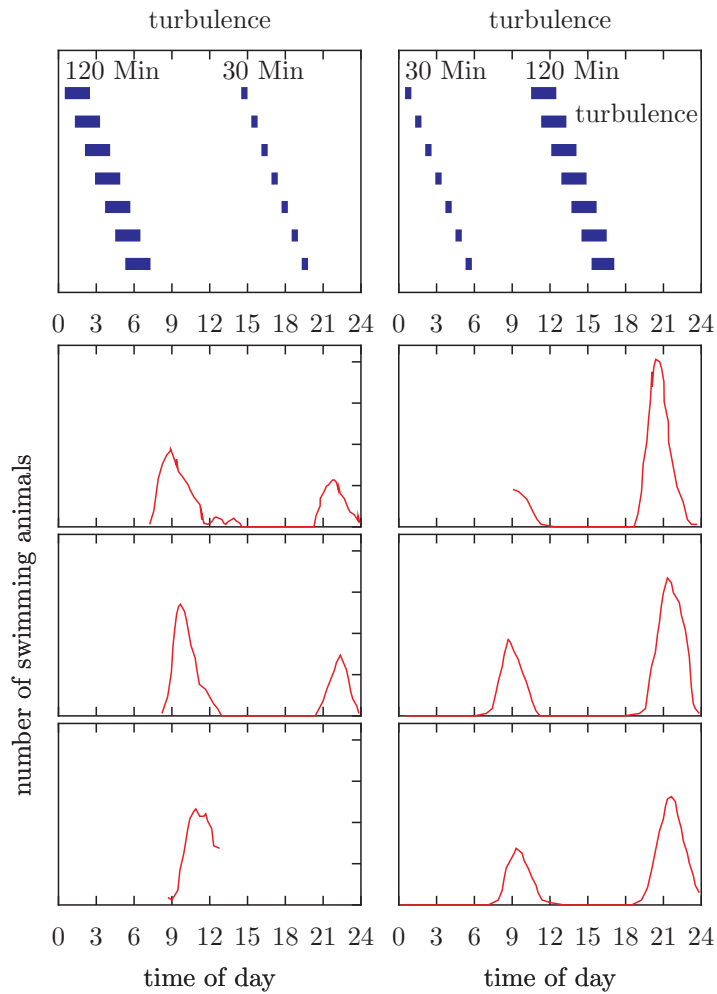 turbulence turbulence
120 Min 30 Min 30 Min 120 Min
turbulence
0 3 6 9 12 15 18 21 24 0 3 6 9 12 15 18 21 24
number of swimming animals
0 3 6 9 12 15 18 21 24 0 3 6 9 12 15 18 21 24
time of day time of day